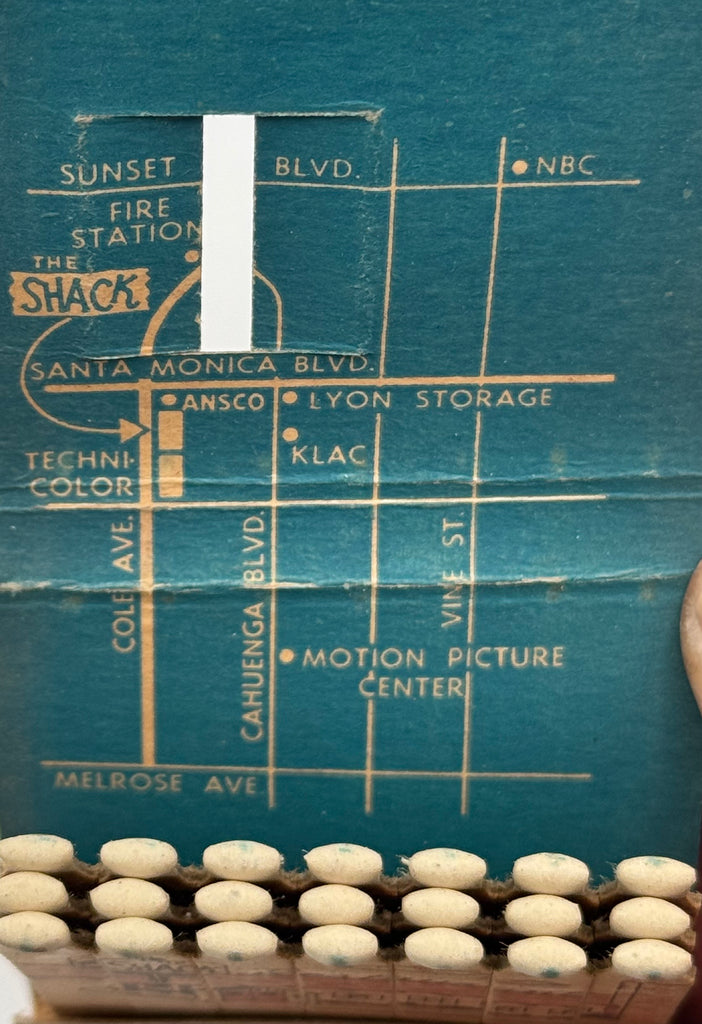 SUNSET BLVD.
NBC
FIRE
STATION
THE
SHACK
SANTA MONICA BLVD.
ANSCO
LYON STORAGE
KLAC
TECHNI-
COLOR
COLE AVE.
CAHUENGA BLVD.
VINE ST.
MOTION PICTURE
CENTER
MELROSE AVE